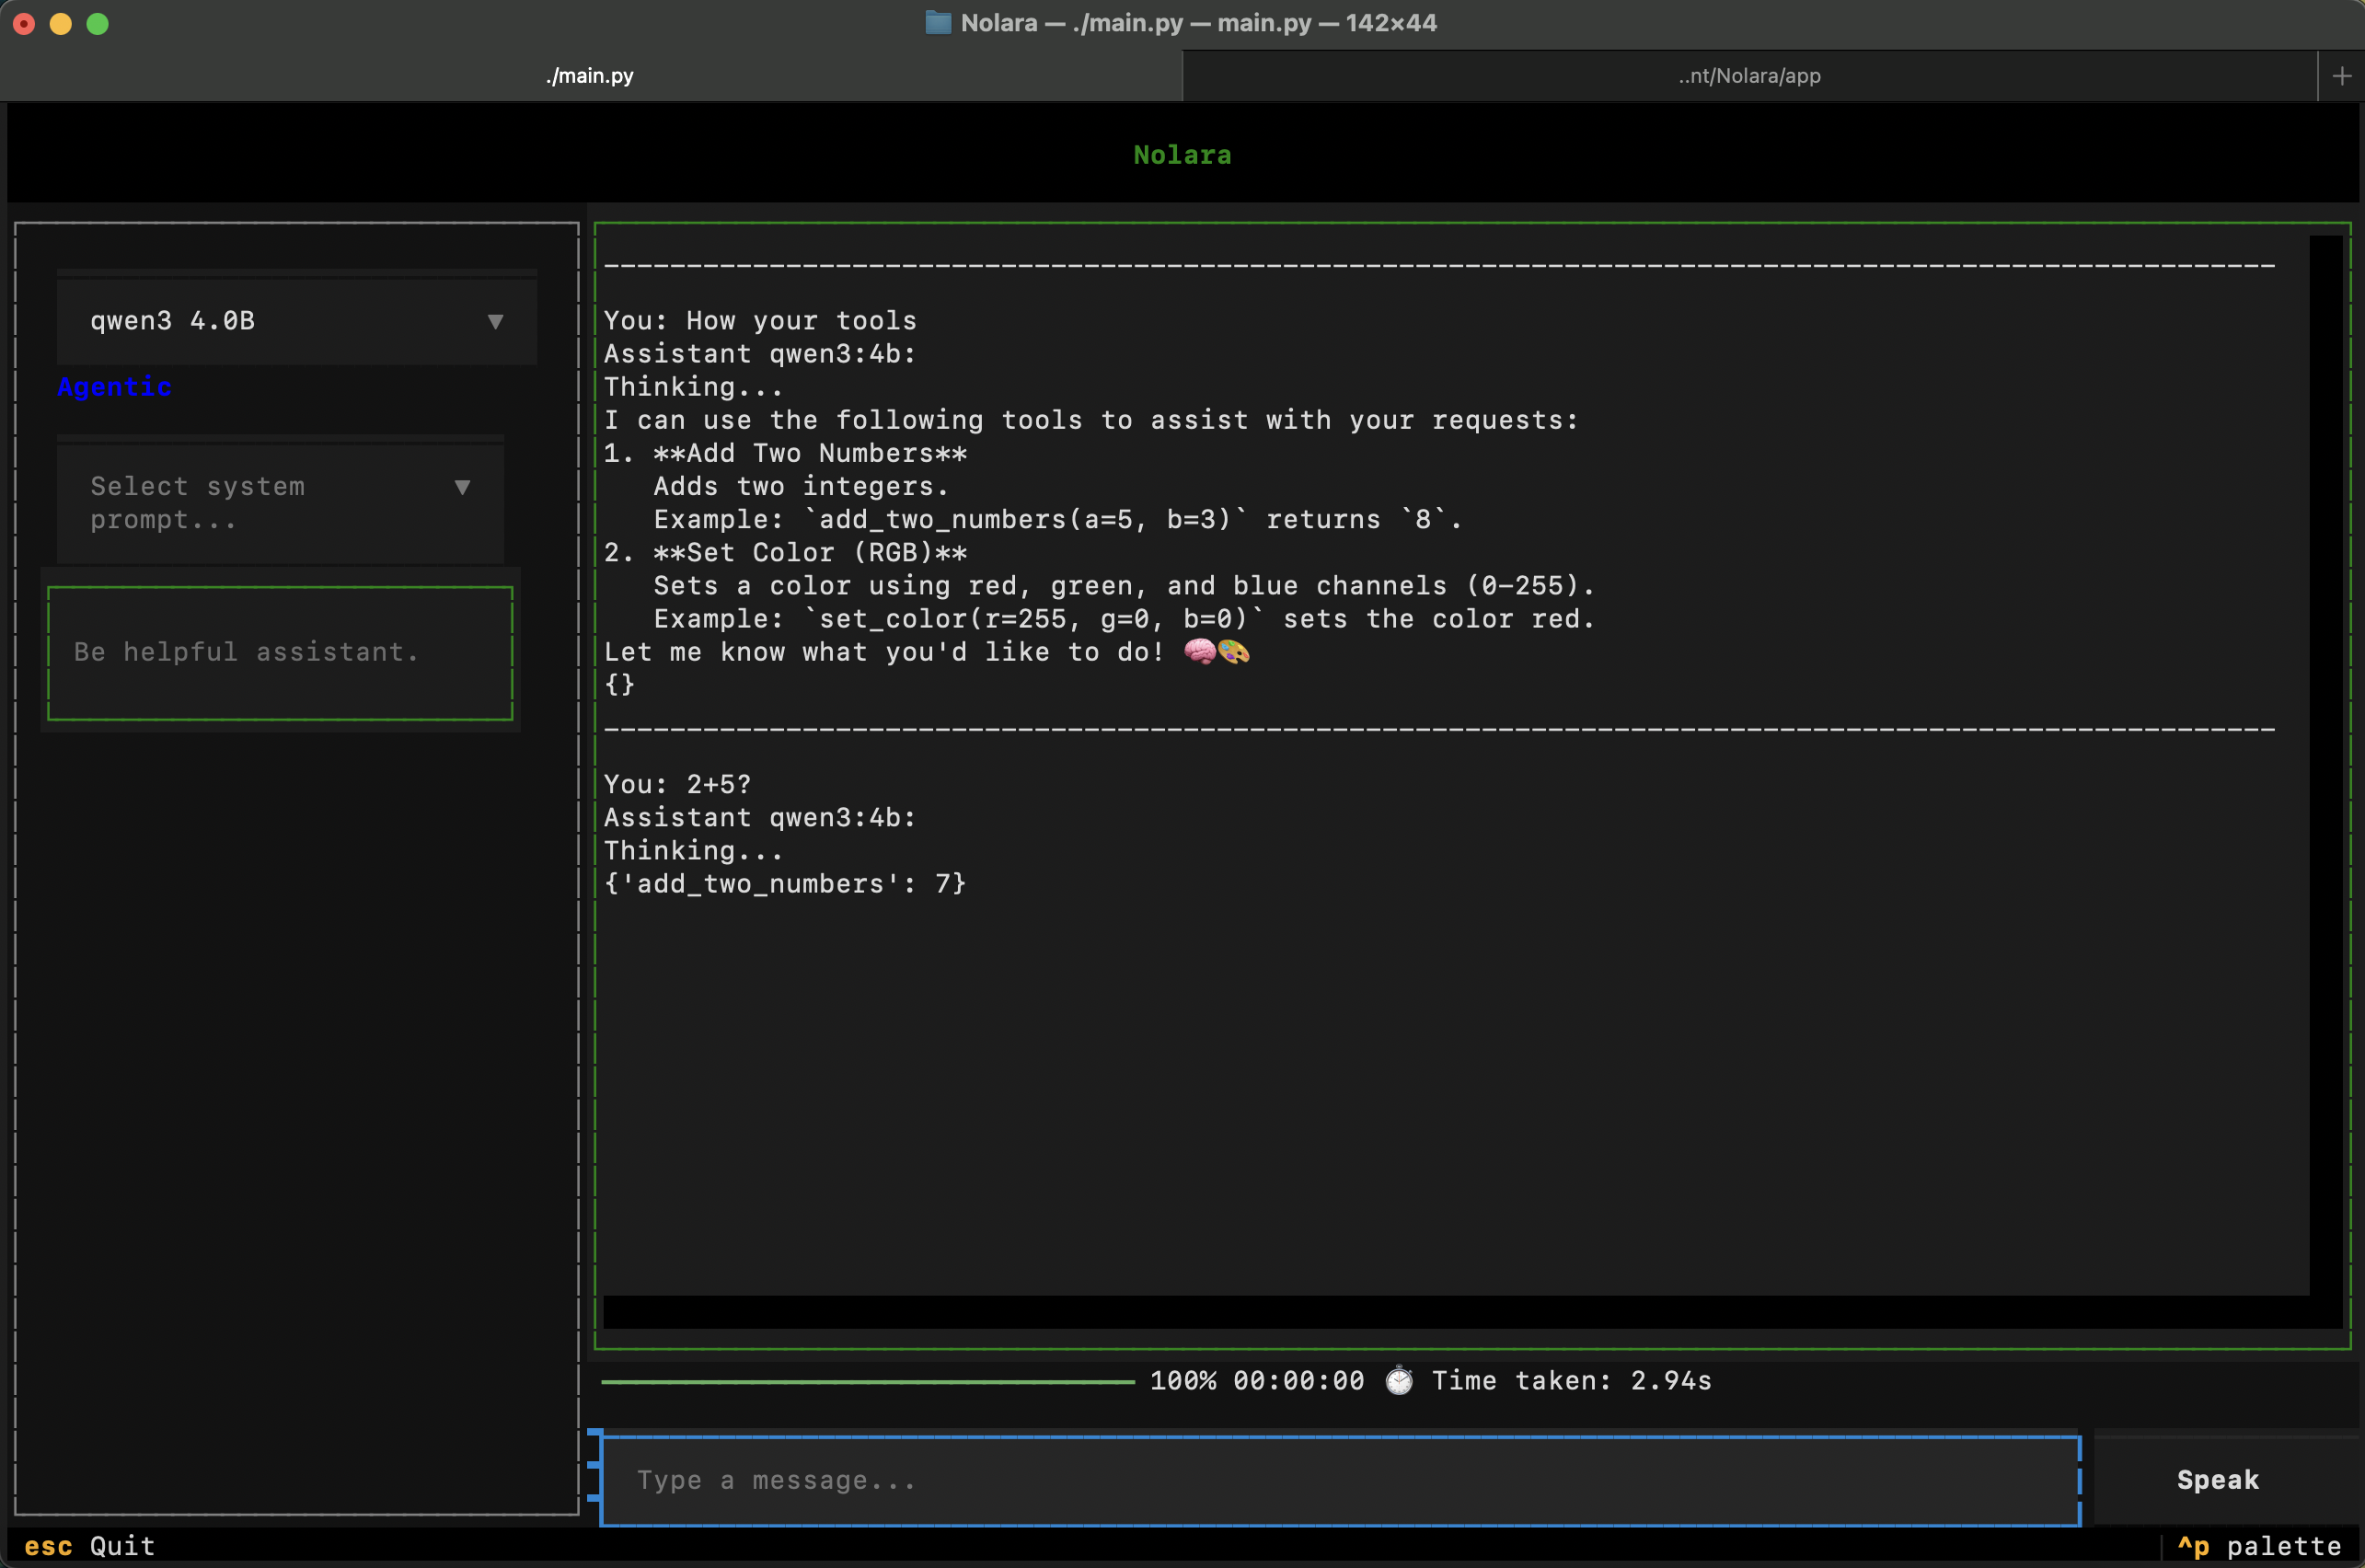 Nolara — ./main.py — main.py — 142×44
./main.py
..nt/Nolara/app
+
Nolara
qwen3 4.0B ▼
Agentic
Select system ▼
prompt...
Be helpful assistant.
You: How your tools
Assistant qwen3:4b:
Thinking...
I can use the following tools to assist with your requests:
1. **Add Two Numbers**
Adds two integers.
Example: `add_two_numbers(a=5, b=3)` returns `8`.
2. **Set Color (RGB)**
Sets a color using red, green, and blue channels (0–255).
Example: `set_color(r=255, g=0, b=0)` sets the color red.
Let me know what you'd like to do! 🧠🎨
{}
You: 2+5?
Assistant qwen3:4b:
Thinking...
{'add_two_numbers': 7}
100% 00:00:00 ⏱️ Time taken: 2.94s
Type a message...
Speak
esc Quit
^p palette